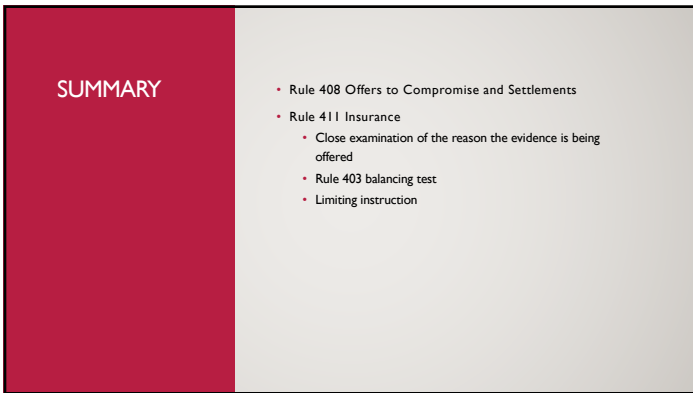 SUMMARY
• Rule 408 Offers to Compromise and Settlements
• Rule 411 Insurance
• Close examination of the reason the evidence is being
offered
• Rule 403 balancing test
• Limiting instruction